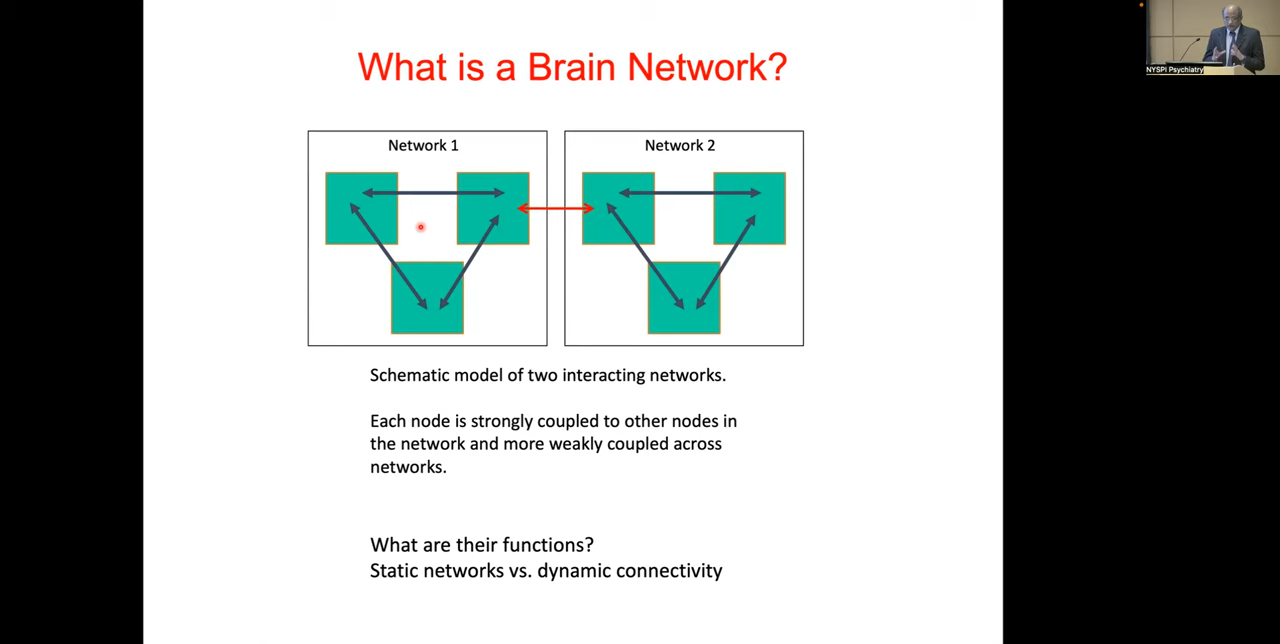 What is a Brain Network?
NYSPI Psychiatry
Network 1
Network 2
Schematic model of two interacting networks.
Each node is strongly coupled to other nodes in
the network and more weakly coupled across
networks.
What are their functions?
Static networks vs. dynamic connectivity